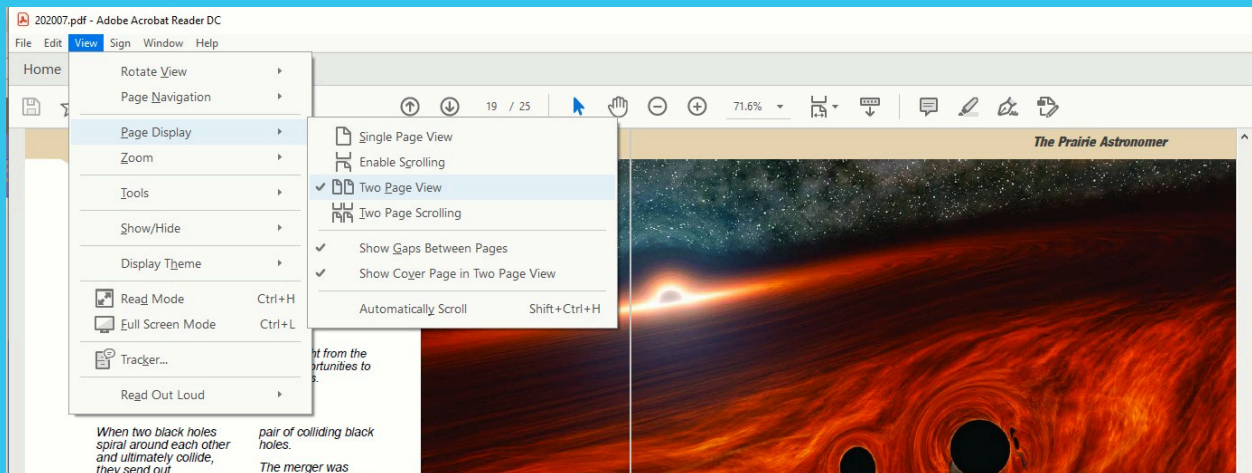 202007.pdf - Adobe Acrobat Reader DC
File Edit View Sign Window Help
Home
19 / 25 71.6%
Rotate View
Page Navigation
Page Display
Zoom
Tools
Show/Hide
Display Theme
Read Mode Ctrl+H
Full Screen Mode Ctrl+L
Tracker...
Read Out Loud
Single Page View
Enable Scrolling
Two Page View
Two Page Scrolling
Show Gaps Between Pages
Show Cover Page in Two Page View
Automatically Scroll Shift+Ctrl+H
The Prairie Astronomer
from the
to
When two black holes
spiral around each other
and ultimately collide,
they send out
pair of colliding black
holes.
The merger was